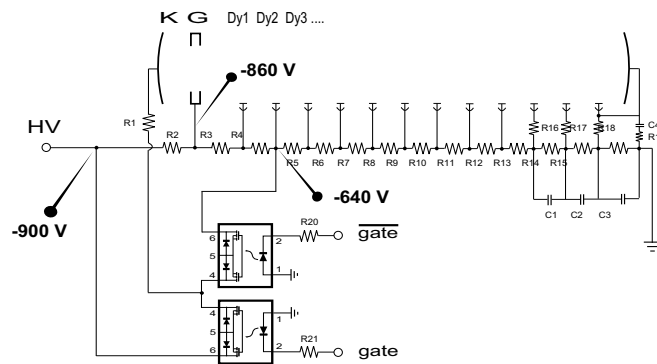 K G Dy1 Dy2 Dy3 ....
-860 V
R1
HV
R2
R3
R4
R5
R6
R7
R8
R9
R10
R11
R12
R13
R14
R15
R16
R17
R18
C4
R1
-640 V
-900 V
C1
C2
C3
R20
gate
6
5
4
2
1
4
5
6
1
2
R21
gate